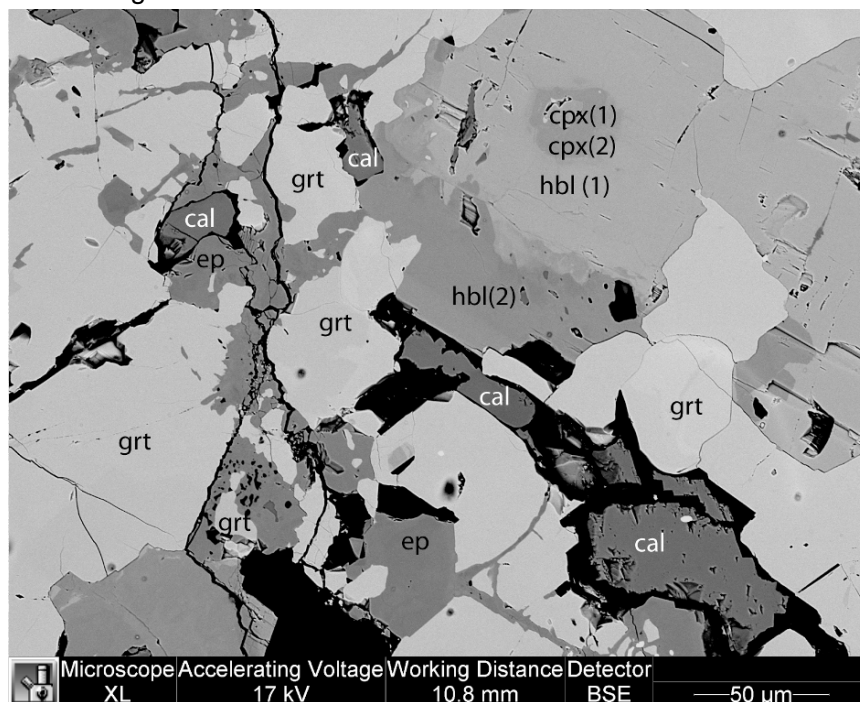 cpx(1)
cpx(2)
cal
grt
hbl (1)
cal
ep
hbl(2)
grt
cal
grt
grt
grt
ep
cal
Microscope Accelerating Voltage Working Distance Detector
XL 17 kV 10.8 mm BSE 50 µm